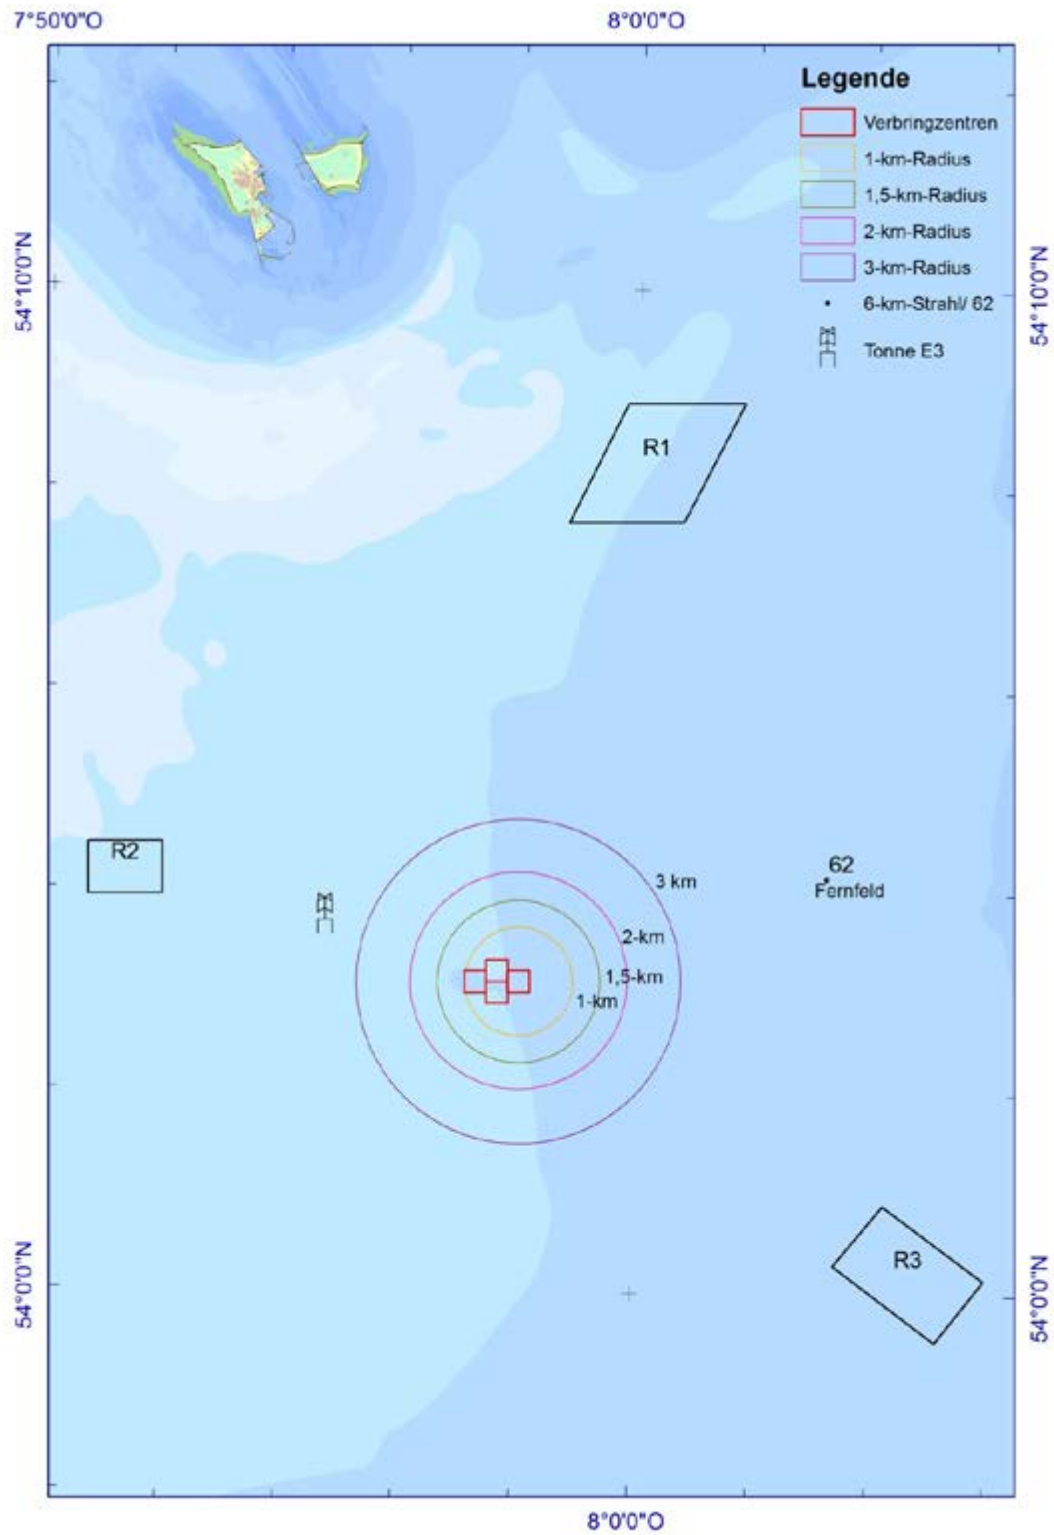 7°50'0"O
8°0'0"O
Legende
Verbringzentren
1-km-Radius
1,5-km-Radius
2-km-Radius
3-km-Radius
6-km-Strahl/ 62
Tonne E3
54°10'0"N
54°10'0"N
R1
R2
62
Fernfeld
3 km
2-km
1,5-km
1-km
R3
54°0'0"N
54°0'0"N
8°0'0"O